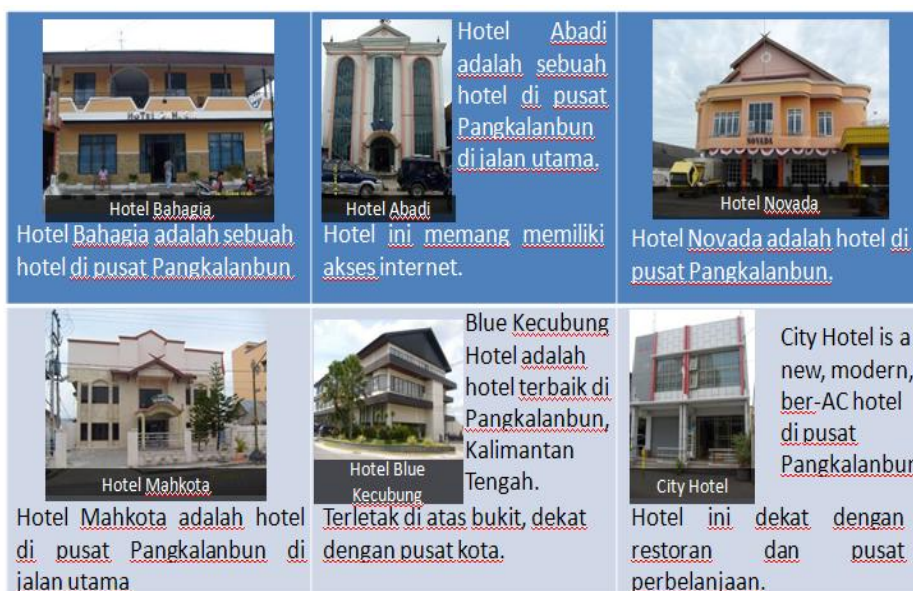 Hotel Bahagia
Hotel Bahagia adalah sebuah
hotel di pusat Pangkalanbun
Hotel Abadi
adalah sebuah
hotel di pusat
Pangkalanbun
di jalan utama.
Hotel Abadi
Hotel ini memang memiliki
akses internet.
NOVADA
Hotel Novada
Hotel Novada adalah hotel di
pusat Pangkalanbun.
Hotel Mahkota
Hotel Mahkota adalah hotel
di pusat Pangkalanbun di
jalan utama
Blue Kecubung
Hotel adalah
hotel terbaik di
Pangkalanbun,
Kalimantan
Tengah.
Hotel Blue
Kecubung
Terletak di atas bukit, dekat
dengan pusat kota.
City Hotel is a
new, modern,
ber-AC hotel
di pusat
Pangkalanbun
City Hotel
Hotel ini dekat dengan
restoran dan pusat
perbelanjaan.